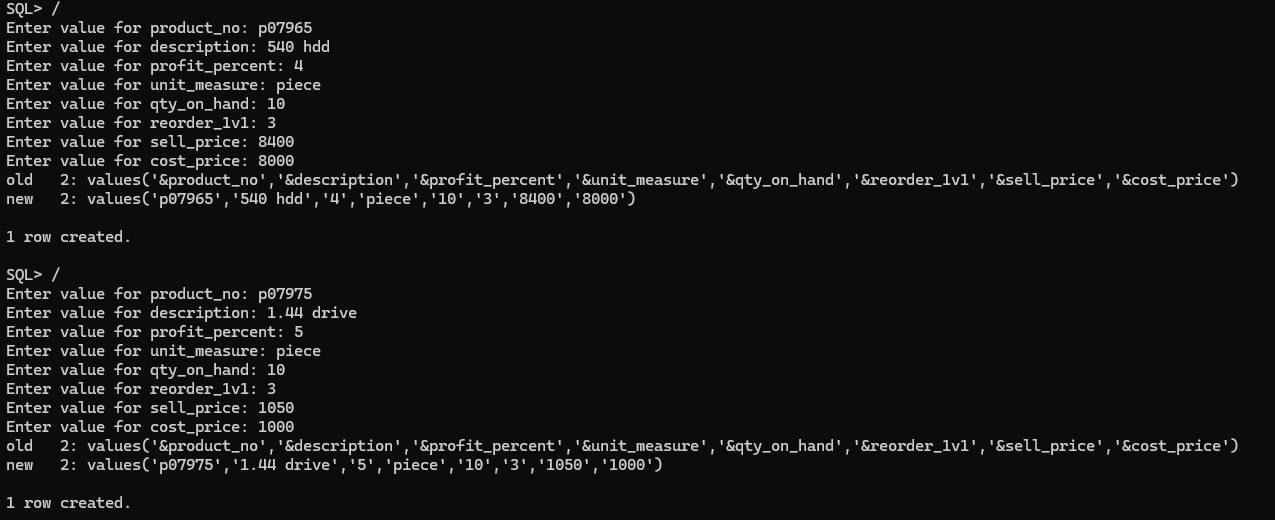 SQL> /
Enter value for product_no: p07965
Enter value for description: 540 hdd
Enter value for profit_percent: 4
Enter value for unit_measure: piece
Enter value for qty_on_hand: 10
Enter value for reorder_1v1: 3
Enter value for sell_price: 8400
Enter value for cost_price: 8000
old   2: values('&product_no','&description','&profit_percent','&unit_measure','&qty_on_hand','&reorder_1v1','&sell_price','&cost_price')
new   2: values('p07965','540 hdd','4','piece','10','3','8400','8000')
1 row created.
SQL> /
Enter value for product_no: p07975
Enter value for description: 1.44 drive
Enter value for profit_percent: 5
Enter value for unit_measure: piece
Enter value for qty_on_hand: 10
Enter value for reorder_1v1: 3
Enter value for sell_price: 1050
Enter value for cost_price: 1000
old   2: values('&product_no','&description','&profit_percent','&unit_measure','&qty_on_hand','&reorder_1v1','&sell_price','&cost_price')
new   2: values('p07975','1.44 drive','5','piece','10','3','1050','1000')
1 row created.